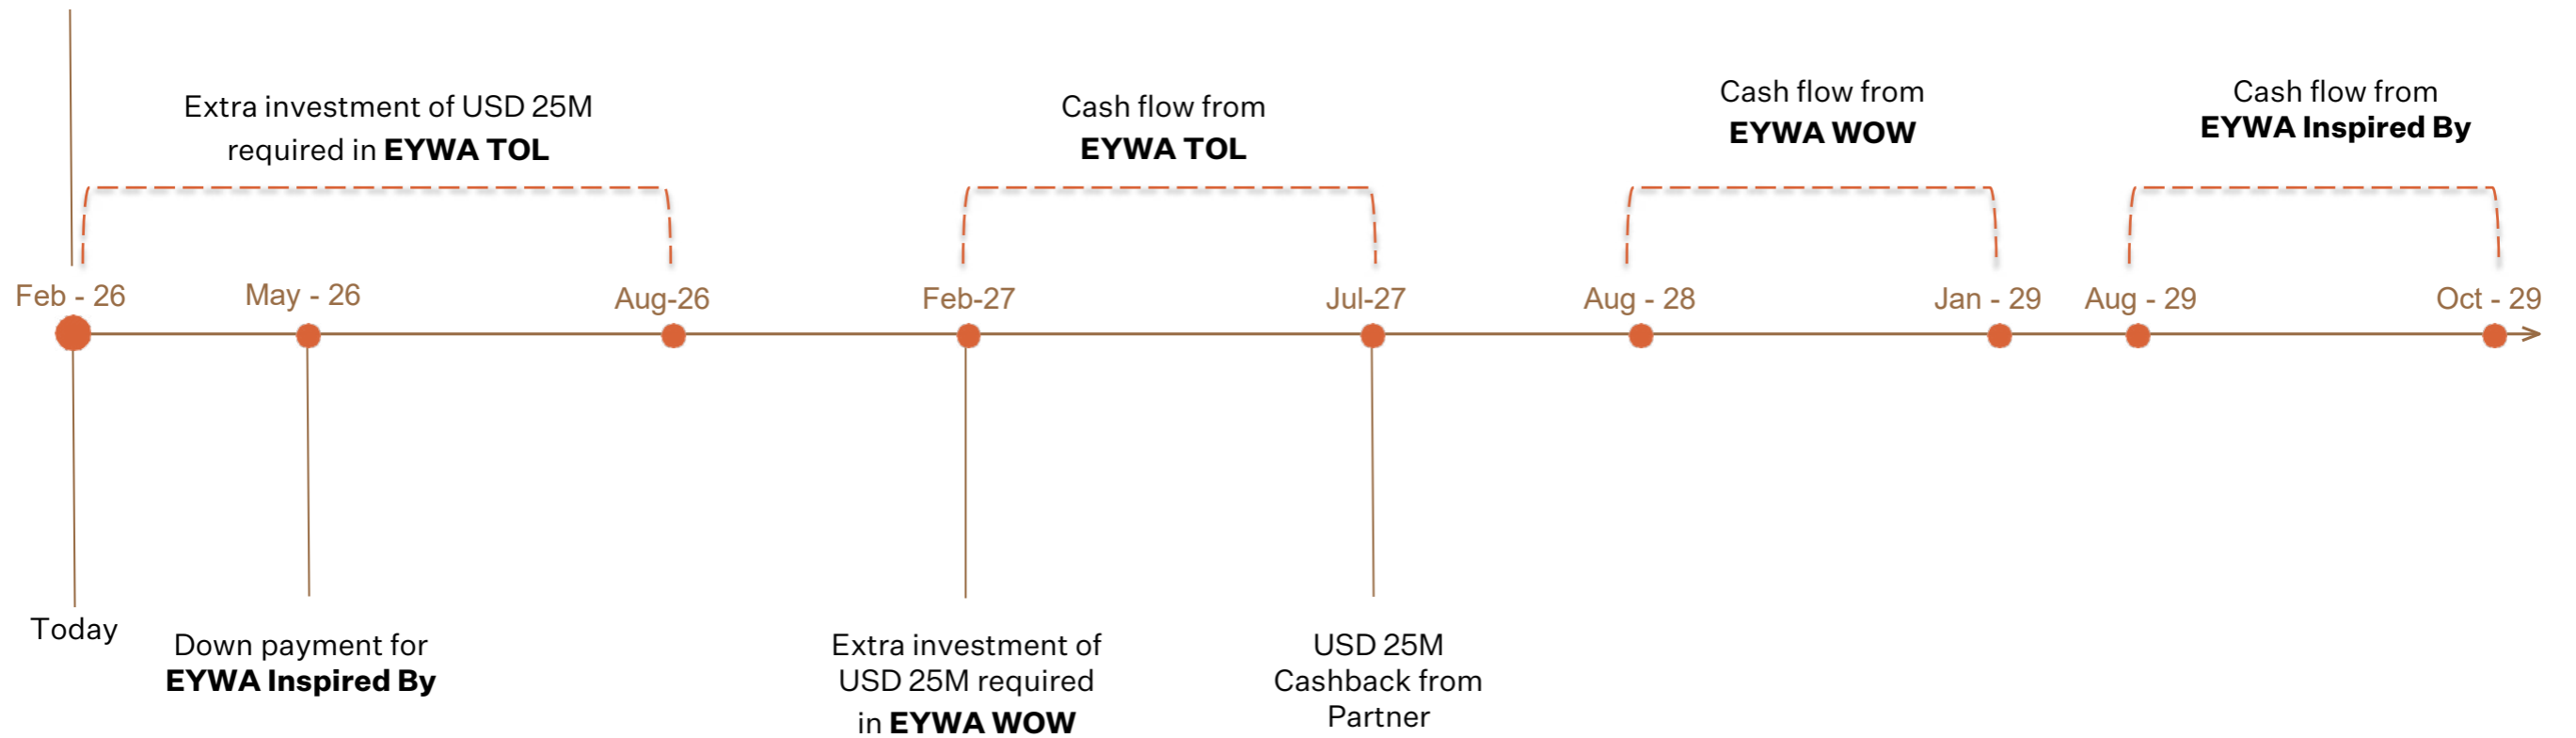 Extra investment of USD 25M
required in EYWA TOL
Cash flow from
EYWA TOL
Cash flow from
EYWA WOW
Cash flow from
EYWA Inspired By
Feb - 26
May - 26
Aug-26
Feb-27
Jul-27
Aug - 28
Jan - 29
Aug - 29
Oct - 29
Today
Down payment for
EYWA Inspired By
Extra investment of
USD 25M required
in EYWA WOW
USD 25M
Cashback from
Partner